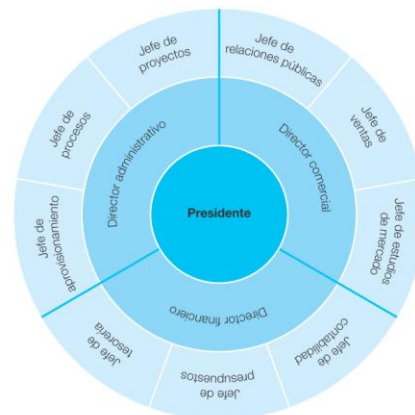 Presidente
Director administrativo
Director comercial
Director financiero
Jefe de
relaciones públicas
Jefe de
ventas
Jefe de estudios
de mercado
Jefe de
contabilidad
Jefe de
presupuestos
Jefe de
tesorería
Jefe de
aprovisionamiento
Jefe de
procesos
Jefe de
proyectos